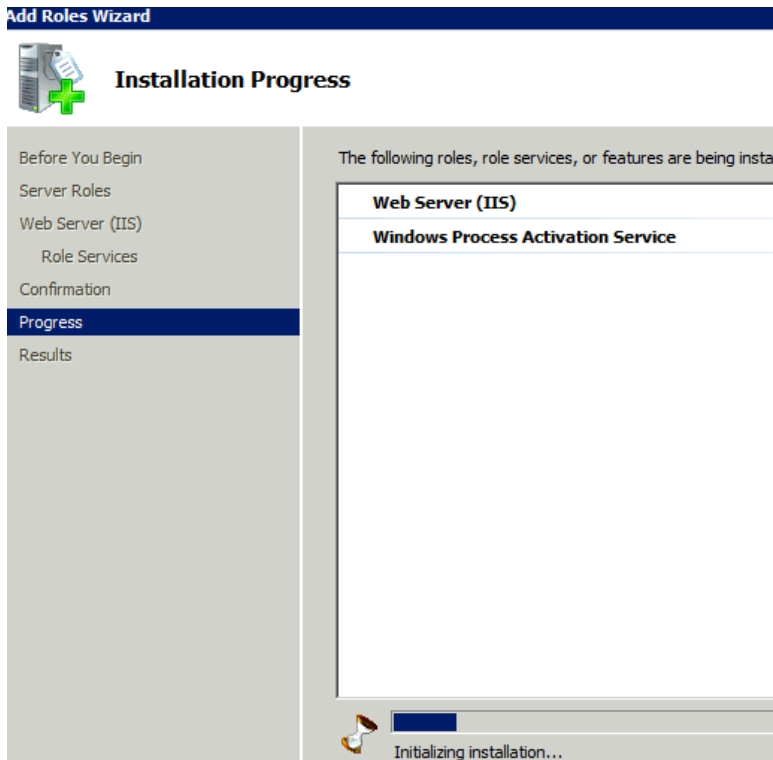 Add Roles Wizard
Installation Progress
Before You Begin
Server Roles
Web Server (IIS)
Role Services
Confirmation
Progress
Results
The following roles, role services, or features are being insta
Web Server (IIS)
Windows Process Activation Service
Initializing installation...